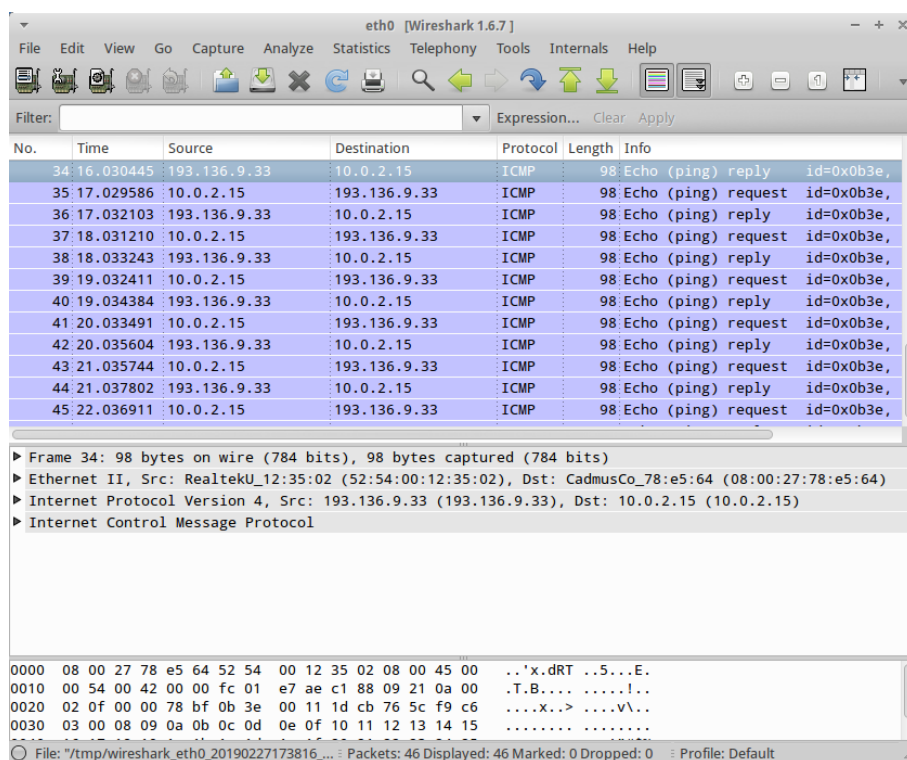 eth0 [Wireshark 1.6.7 ]
File Edit View Go Capture Analyze Statistics Telephony Tools Internals Help
Filter: Expression... Clear Apply
No. Time Source Destination Protocol Length Info
34 16.030445 193.136.9.33 10.0.2.15 ICMP 98 Echo (ping) reply id=0x0b3e,
35 17.029586 10.0.2.15 193.136.9.33 ICMP 98 Echo (ping) request id=0x0b3e,
36 17.032103 193.136.9.33 10.0.2.15 ICMP 98 Echo (ping) reply id=0x0b3e,
37 18.031210 10.0.2.15 193.136.9.33 ICMP 98 Echo (ping) request id=0x0b3e,
38 18.033243 193.136.9.33 10.0.2.15 ICMP 98 Echo (ping) reply id=0x0b3e,
39 19.032411 10.0.2.15 193.136.9.33 ICMP 98 Echo (ping) request id=0x0b3e,
40 19.034384 193.136.9.33 10.0.2.15 ICMP 98 Echo (ping) reply id=0x0b3e,
41 20.033491 10.0.2.15 193.136.9.33 ICMP 98 Echo (ping) request id=0x0b3e,
42 20.035604 193.136.9.33 10.0.2.15 ICMP 98 Echo (ping) reply id=0x0b3e,
43 21.035744 10.0.2.15 193.136.9.33 ICMP 98 Echo (ping) request id=0x0b3e,
44 21.037802 193.136.9.33 10.0.2.15 ICMP 98 Echo (ping) reply id=0x0b3e,
45 22.036911 10.0.2.15 193.136.9.33 ICMP 98 Echo (ping) request id=0x0b3e,
Frame 34: 98 bytes on wire (784 bits), 98 bytes captured (784 bits)
Ethernet II, Src: RealtekU_12:35:02 (52:54:00:12:35:02), Dst: CadmusCo_78:e5:64 (08:00:27:78:e5:64)
Internet Protocol Version 4, Src: 193.136.9.33 (193.136.9.33), Dst: 10.0.2.15 (10.0.2.15)
Internet Control Message Protocol
0000 08 00 27 78 e5 64 52 54 00 12 35 02 08 00 45 00 ..'x.dRT ..5...E.
0010 00 54 00 42 00 00 fc 01 e7 ae c1 88 09 21 0a 00 .T.B.... .....!..
0020 02 0f 00 00 78 bf 0b 3e 00 11 1d cb 76 5c f9 c6 ....x..> ....v\..
0030 03 00 08 09 0a 0b 0c 0d 0e 0f 10 11 12 13 14 15 ........ ........
File: "/tmp/wireshark_eth0_20190227173816_... Packets: 46 Displayed: 46 Marked: 0 Dropped: 0 Profile: Default